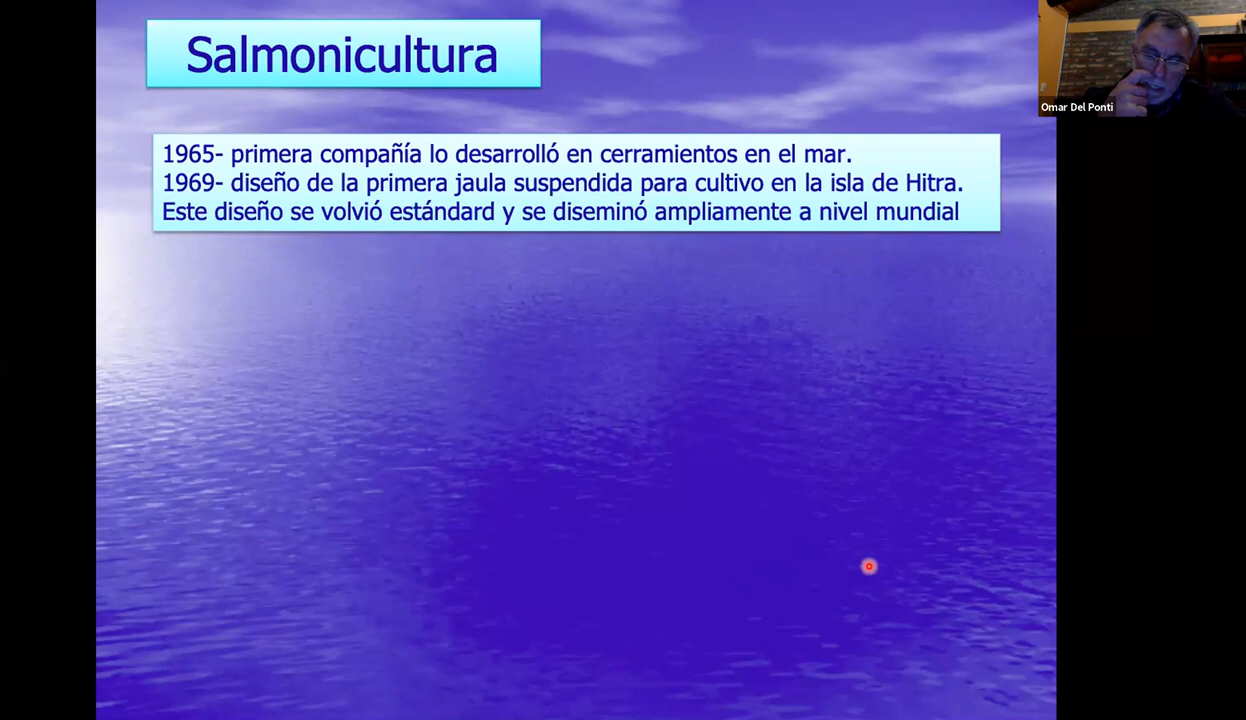 Salmonicultura
Omar Del Ponti
1965- primera compañía lo desarrolló en cerramientos en el mar.
1969- diseño de la primera jaula suspendida para cultivo en la isla de Hitra.
Este diseño se volvió estándard y se diseminó ampliamente a nivel mundial